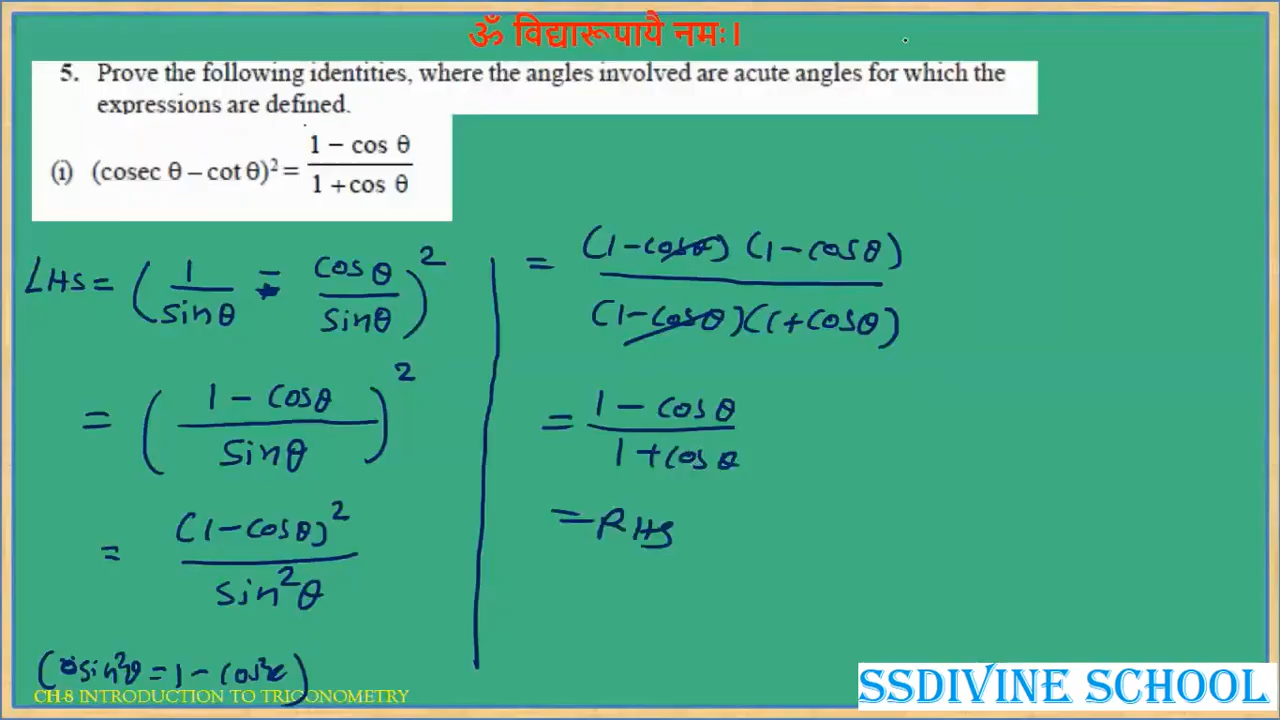 ॐ विद्यारूपायै नमः।
5. Prove the following identities, where the angles involved are acute angles for which the
expressions are defined.
(i) (cosec θ – cot θ)² = (1 – cos θ)/(1 + cos θ)
LHS = (1/sinθ - cosθ/sinθ)²
= ((1 - cosθ)/sinθ)²
= (1-cosθ)²/sin²θ
sin²θ = 1 - cos²
= (1-cosθ)(1-cosθ)/(1-cosθ)(1+cosθ)
= (1 - cosθ)/(1 + cosθ)
= RHS
CH-8 INTRODUCTION TO TRIGONOMETRY
SSDIVINE SCHOOL